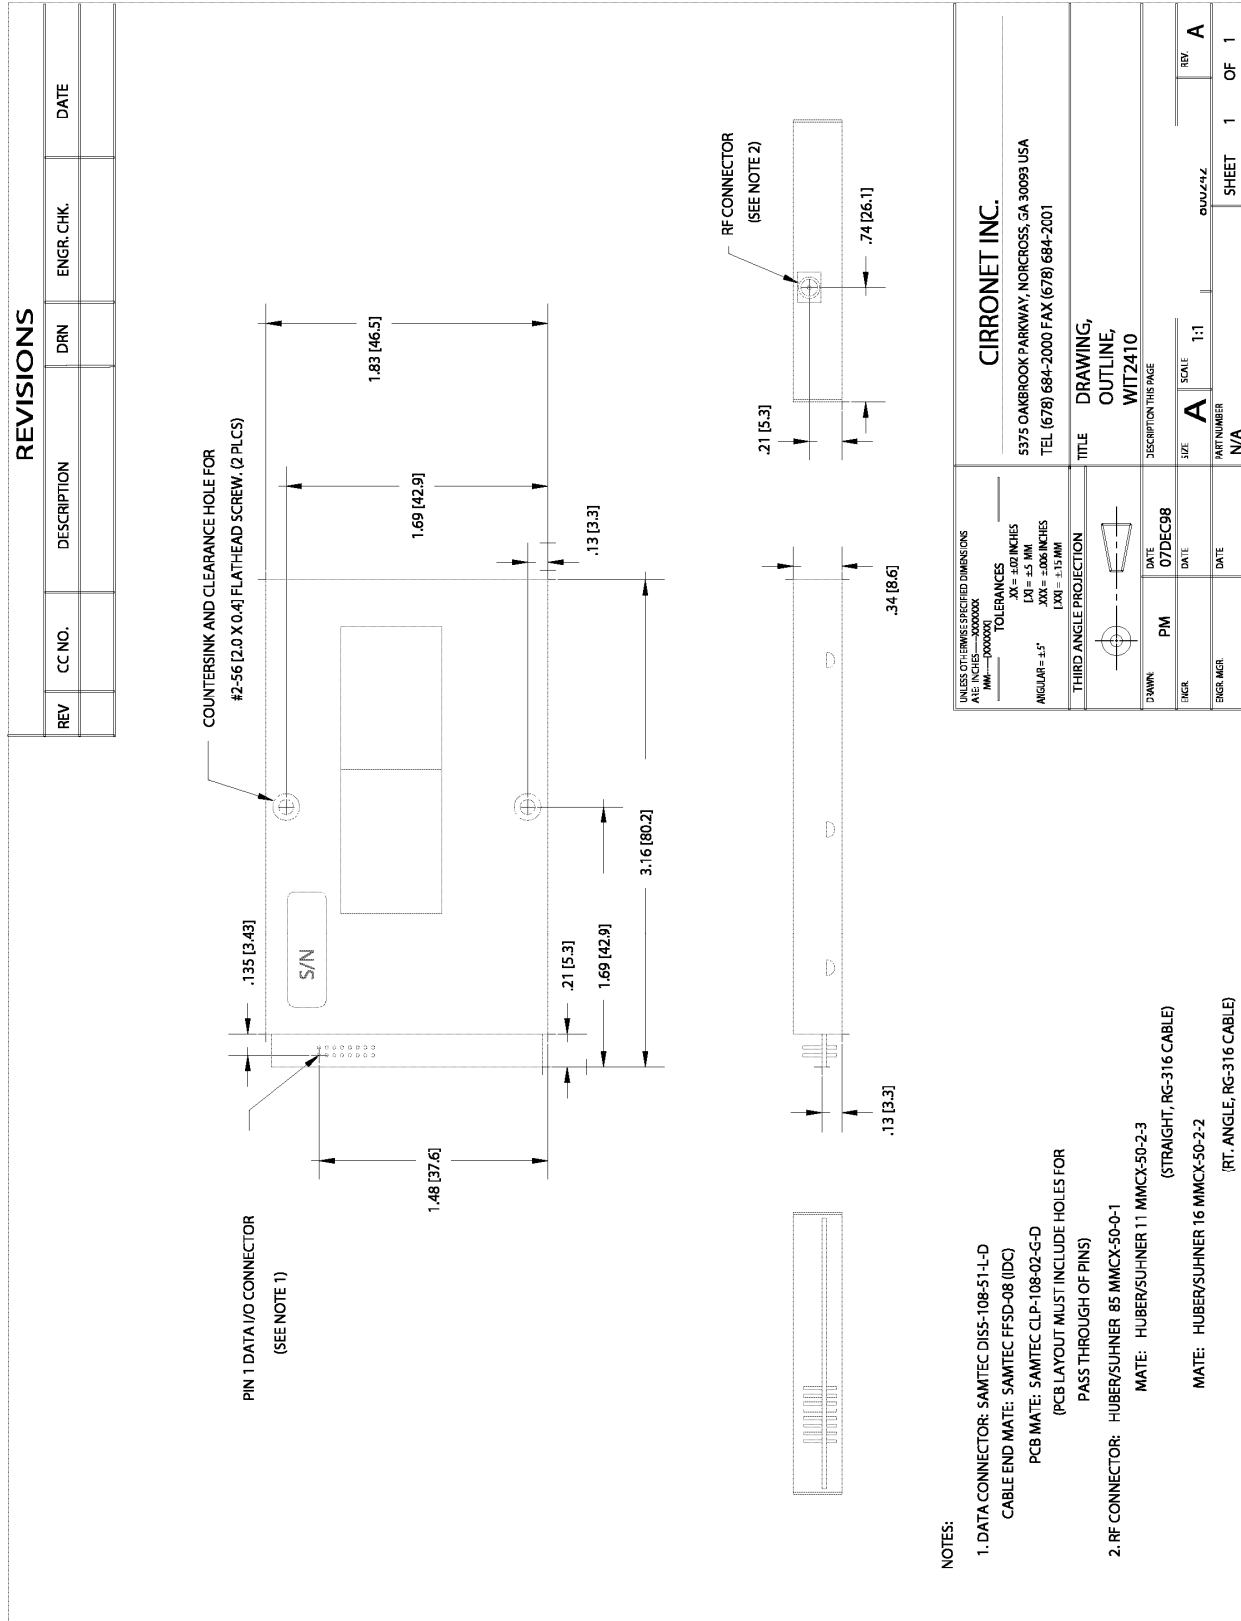 REVISIONS
REV
CC NO.
DESCRIPTION
DRN
ENGR. CHK.
DATE
COUNTERSINK AND CLEARANCE HOLE FOR
#2-56 [2.0 X 0.4] FLATHEAD SCREW. (2 PLCS)
PIN 1 DATA I/O CONNECTOR
(SEE NOTE 1)
.135 [3.43]
S/N
1.83 [46.5]
1.69 [42.9]
.13 [3.3]
1.48 [37.6]
.21 [5.3]
1.69 [42.9]
3.16 [80.2]
RF CONNECTOR
(SEE NOTE 2)
.21 [5.3]
.74 [26.1]
.13 [3.3]
.34 [8.6]
NOTES:
1. DATA CONNECTOR: SAMTEC DIS5-108-51-L-D
CABLE END MATE: SAMTEC FFSD-08 (IDC)
PCB MATE: SAMTEC CLP-108-02-G-D
(PCB LAYOUT MUST INCLUDE HOLES FOR
PASS THROUGH OF PINS)
2. RF CONNECTOR: HUBER/SUHNER 85 MMCX-50-0-1
MATE: HUBER/SUHNER 11 MMCX-50-2-3
(STRAIGHT, RG-316 CABLE)
MATE: HUBER/SUHNER 16 MMCX-50-2-2
(RT. ANGLE, RG-316 CABLE)
UNLESS OTHERWISE SPECIFIED DIMENSIONS
ARE: INCHES----XXXXXXX
MM----[XXXXXX]
TOLERANCES
.XX = ±.02 INCHES
[.X] = ±.5 MM
.XXX = ±.006 INCHES
[.XX] = ±.15 MM
ANGULAR = ±.5°
THIRD ANGLE PROJECTION
DRAWN:
PM
DATE
07DEC98
ENGR.
DATE
ENGR. MGR.
DATE
CIRRONET INC.
5375 OAKBROOK PARKWAY, NORCROSS, GA 30093 USA
TEL (678) 684-2000 FAX (678) 684-2001
TITLE
DRAWING,
OUTLINE,
WIT2410
DESCRIPTION THIS PAGE
SIZE
A
SCALE
1:1
800242
REV.
A
PART NUMBER
N/A
SHEET 1 OF 1